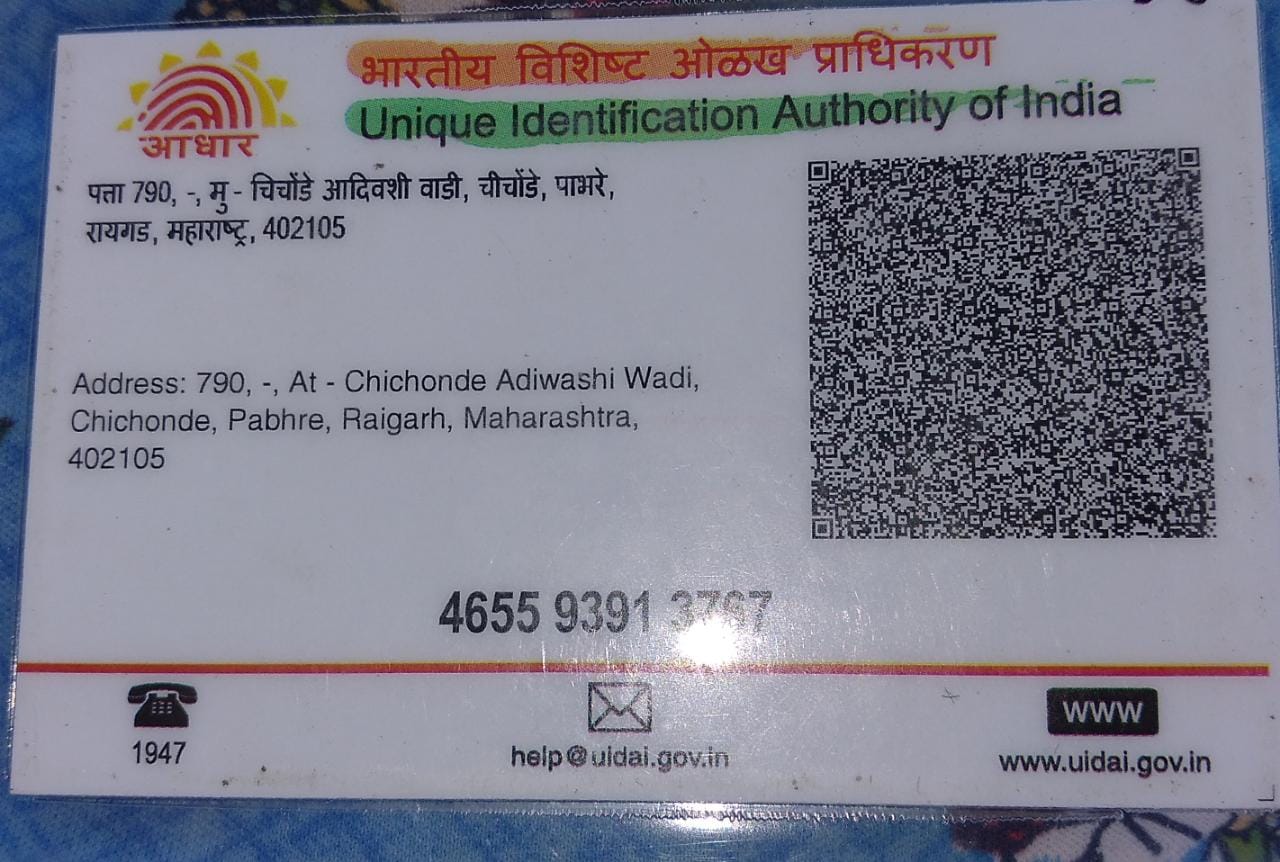 भारतीय विशिष्ट ओळख प्राधिकरण
Unique Identification Authority of India
आधार
पत्ता 790, -, मु - चिचोंडे आदिवशी वाडी, चीचोंडे, पाभरे,
रायगड, महाराष्ट्र, 402105
Address: 790, -, At - Chichonde Adiwashi Wadi,
Chichonde, Pabhre, Raigarh, Maharashtra,
402105
4655 9391
1947
help@uidai.gov.in
WWW
www.uidai.gov.in